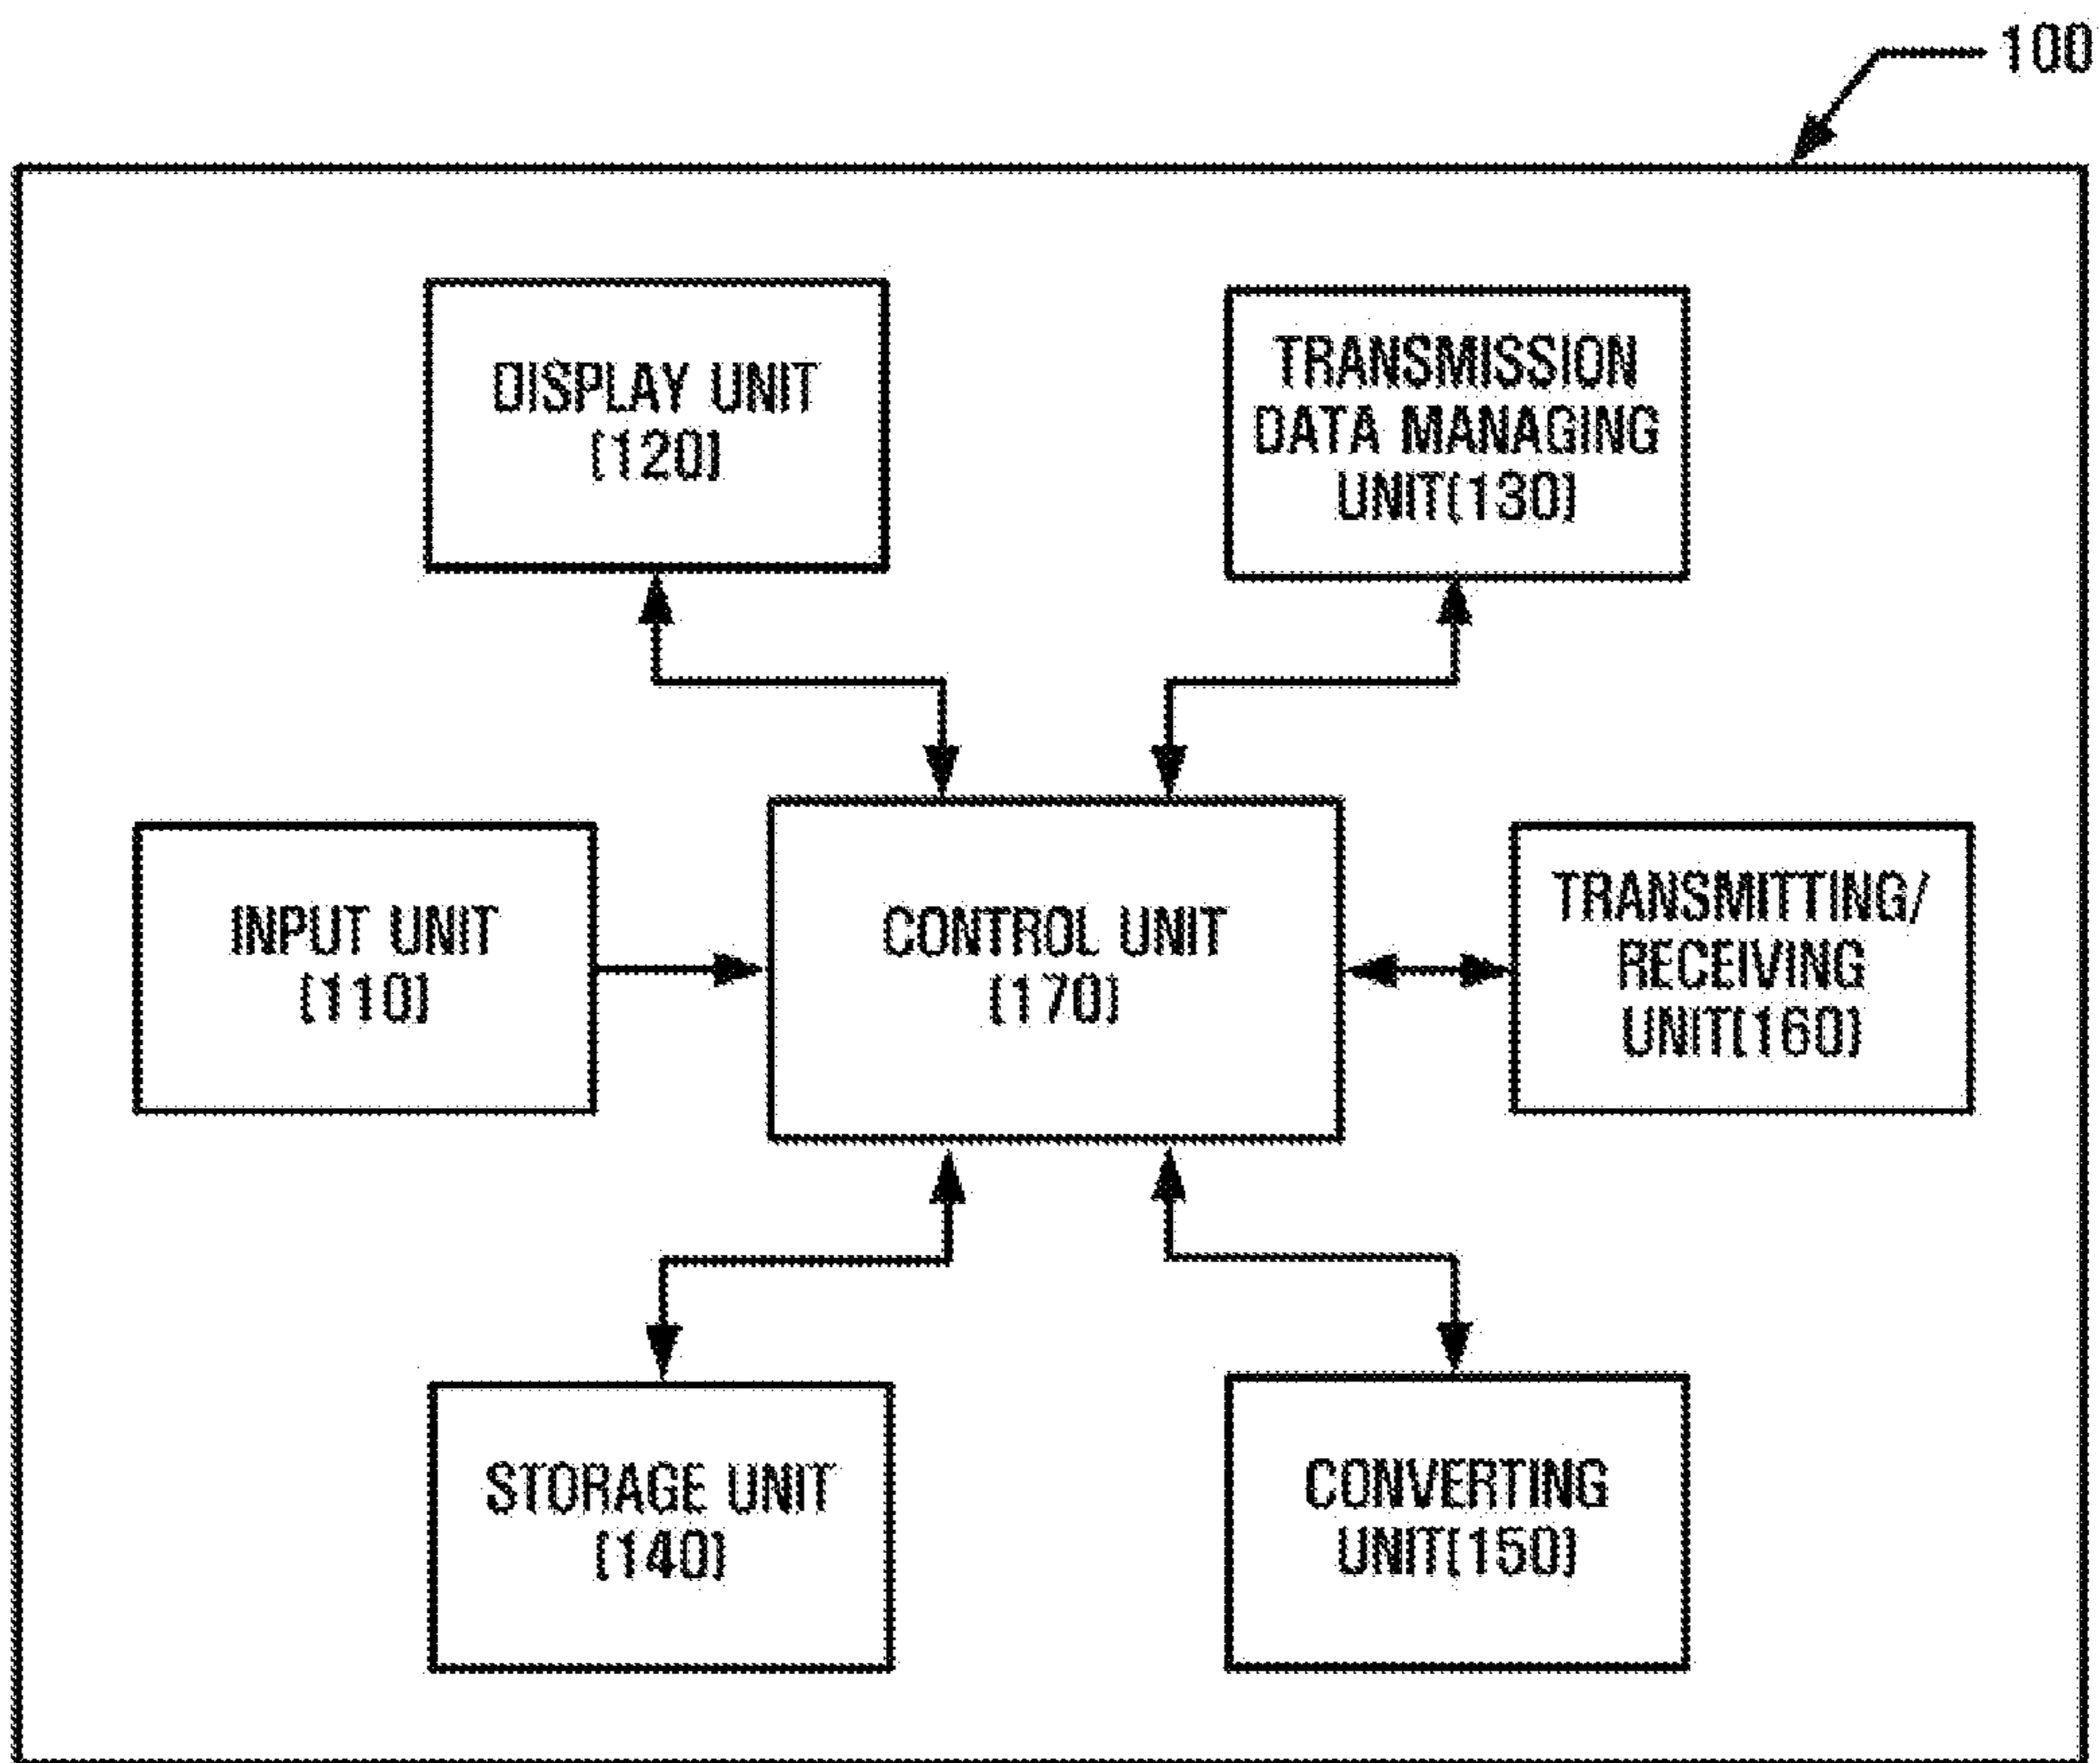 100
DISPLAY UNIT
(120)
TRANSMISSION
DATA MANAGING
UNIT(130)
INPUT UNIT
(110)
CONTROL UNIT
(170)
TRANSMITTING/
RECEIVING
UNIT(160)
STORAGE UNIT
(140)
CONVERTING
UNIT(150)